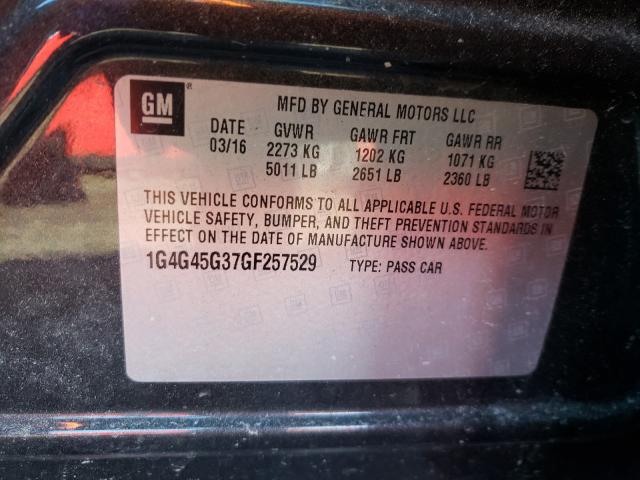 GM ®
MFD BY GENERAL MOTORS LLC
DATE GVWR GAWR FRT GAWR RR
03/16 2273 KG 1202 KG 1071 KG
5011 LB 2651 LB 2360 LB
THIS VEHICLE CONFORMS TO ALL APPLICABLE U.S. FEDERAL MOTOR
VEHICLE SAFETY, BUMPER, AND THEFT PREVENTION STANDARDS IN
EFFECT ON THE DATE OF MANUFACTURE SHOWN ABOVE.
1G4G45G37GF257529 TYPE: PASS CAR